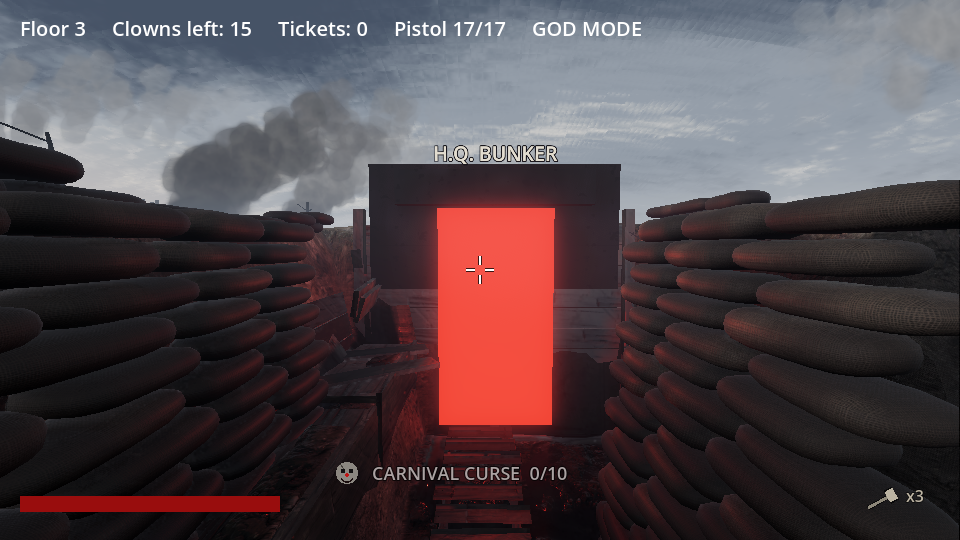 Floor 3 Clowns left: 15 Tickets: 0 Pistol 17/17 GOD MODE
H.Q. BUNKER
CARNIVAL CURSE 0/10
x3